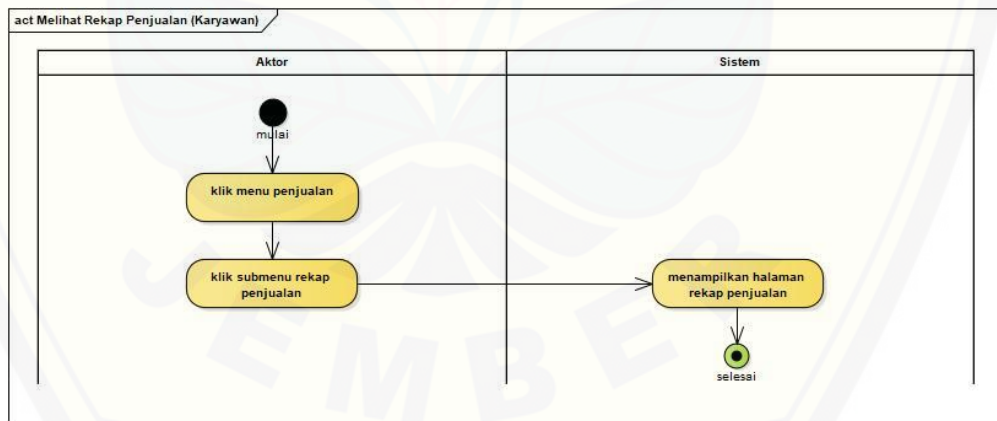 act Melihat Rekap Penjualan (Karyawan)
Aktor
Sistem
mulai
klik menu penjualan
klik submenu rekap
penjualan
menampilkan halaman
rekap penjualan
selesai
JEMBER